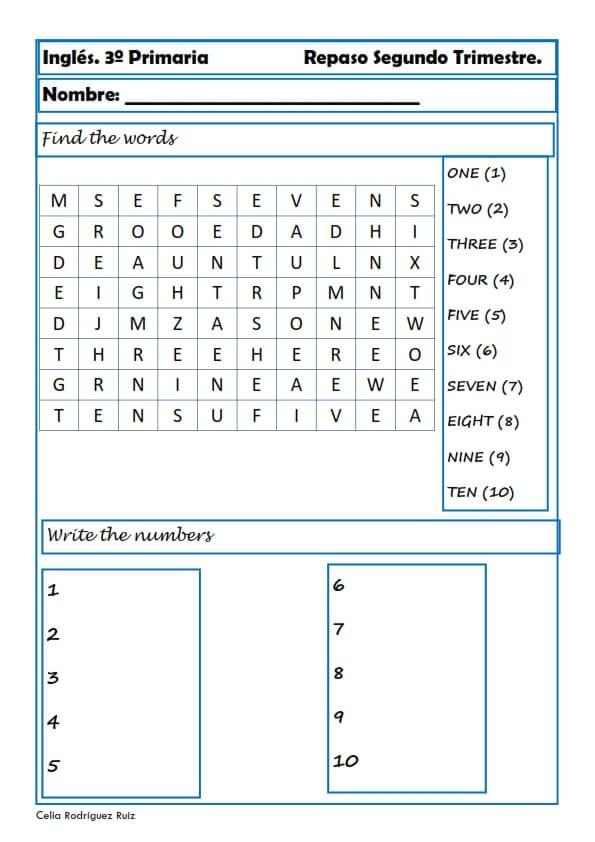 Inglés. 3º Primaria Repaso Segundo Trimestre.
Nombre: ______________________________
Find the words
M S E F S E V E N S
G R O O E D A D H I
D E A U N T U L N X
E I G H T R P M N T
D J M Z A S O N E W
T H R E E H E R E O
G R N I N E A E W E
T E N S U F I V E A
ONE (1)
TWO (2)
THREE (3)
FOUR (4)
FIVE (5)
SIX (6)
SEVEN (7)
EIGHT (8)
NINE (9)
TEN (10)
Write the numbers
1
2
3
4
5
6
7
8
9
10
Celia Rodríguez Ruiz